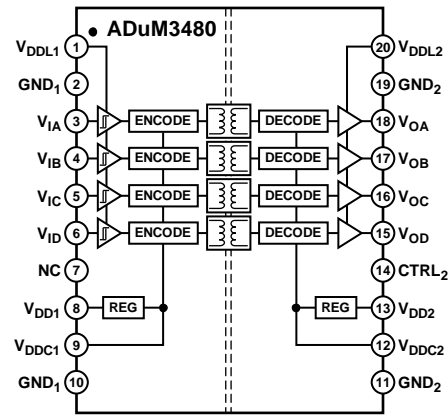 ADuM3480
VDDL1 1 20 VDDL2
GND1 2 19 GND2
VIA 3 ENCODE DECODE 18 VOA
VIB 4 ENCODE DECODE 17 VOB
VIC 5 ENCODE DECODE 16 VOC
VID 6 ENCODE DECODE 15 VOD
NC 7 14 CTRL2
VDD1 8 REG REG 13 VDD2
VDDC1 9 12 VDDC2
GND1 10 11 GND2